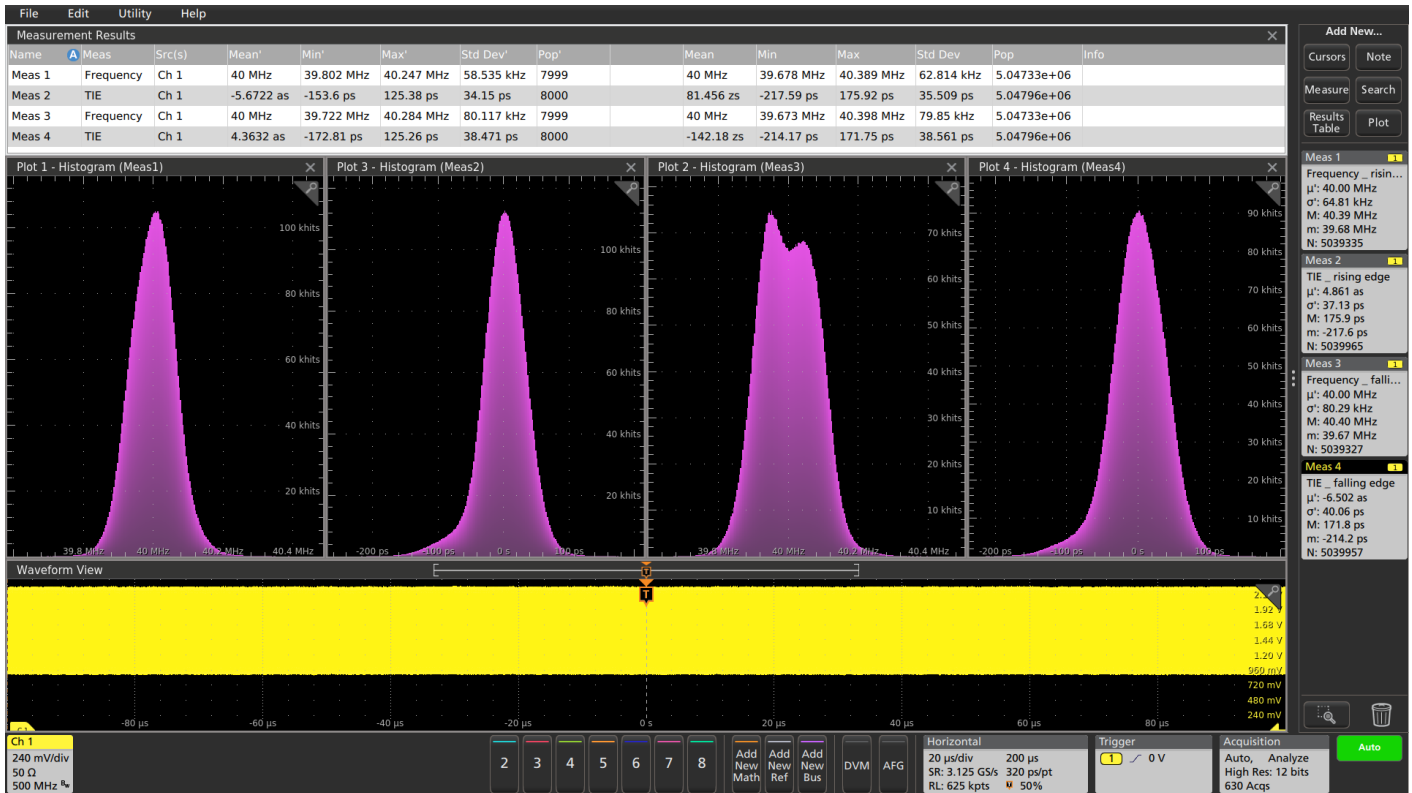 File Edit Utility Help
Measurement Results
Name A Meas Src(s) Mean' Min' Max' Std Dev' Pop' Mean Min Max Std Dev Pop Info
Meas 1 Frequency Ch 1 40 MHz 39.802 MHz 40.247 MHz 58.535 kHz 7999 40 MHz 39.678 MHz 40.389 MHz 62.814 kHz 5.04733e+06
Meas 2 TIE Ch 1 -5.6722 as -153.6 ps 125.38 ps 34.15 ps 8000 81.456 zs -217.59 ps 175.92 ps 35.509 ps 5.04796e+06
Meas 3 Frequency Ch 1 40 MHz 39.722 MHz 40.284 MHz 80.117 kHz 7999 40 MHz 39.673 MHz 40.398 MHz 79.85 kHz 5.04733e+06
Meas 4 TIE Ch 1 4.3632 as -172.81 ps 125.26 ps 38.471 ps 8000 -142.18 zs -214.17 ps 171.75 ps 38.561 ps 5.04796e+06
Plot 1 - Histogram (Meas1)
100 khits
80 khits
60 khits
40 khits
20 khits
39.8 MHz 40 MHz 40.2 MHz 40.4 MHz
Plot 3 - Histogram (Meas2)
100 khits
80 khits
60 khits
40 khits
20 khits
-200 ps -100 ps 0 s 100 ps
Plot 2 - Histogram (Meas3)
70 khits
60 khits
50 khits
40 khits
30 khits
20 khits
10 khits
39.8 MHz 40 MHz 40.2 MHz 40.4 MHz
Plot 4 - Histogram (Meas4)
90 khits
80 khits
70 khits
60 khits
50 khits
40 khits
30 khits
20 khits
10 khits
-200 ps -100 ps 0 s 100 ps
Waveform View
T
T
1.92 V
1.68 V
1.44 V
1.20 V
960 mV
720 mV
480 mV
240 mV
-80 µs -60 µs -40 µs -20 µs 0 s 20 µs 40 µs 60 µs 80 µs
Add New...
Cursors Note
Measure Search
Results Table Plot
Meas 1 1
Frequency _ risin...
µ': 40.00 MHz
σ': 64.81 kHz
M: 40.39 MHz
m: 39.68 MHz
N: 5039335
Meas 2 1
TIE _ rising edge
µ': 4.861 as
σ': 37.13 ps
M: 175.9 ps
m: -217.6 ps
N: 5039965
Meas 3 1
Frequency _ falli...
µ': 40.00 MHz
σ': 80.29 kHz
M: 40.40 MHz
m: 39.67 MHz
N: 5039327
Meas 4 1
TIE _ falling edge
µ': -6.502 as
σ': 40.06 ps
M: 171.8 ps
m: -214.2 ps
N: 5039957
Ch 1
240 mV/div
50 Ω
500 MHz Bw
2 3 4 5 6 7 8
Add New Math
Add New Ref
Add New Bus
DVM AFG
Horizontal
20 µs/div 200 µs
SR: 3.125 GS/s 320 ps/pt
RL: 625 kpts 50%
Trigger
1 0 V
Acquisition
Auto, Analyze
High Res: 12 bits
630 Acqs
Auto